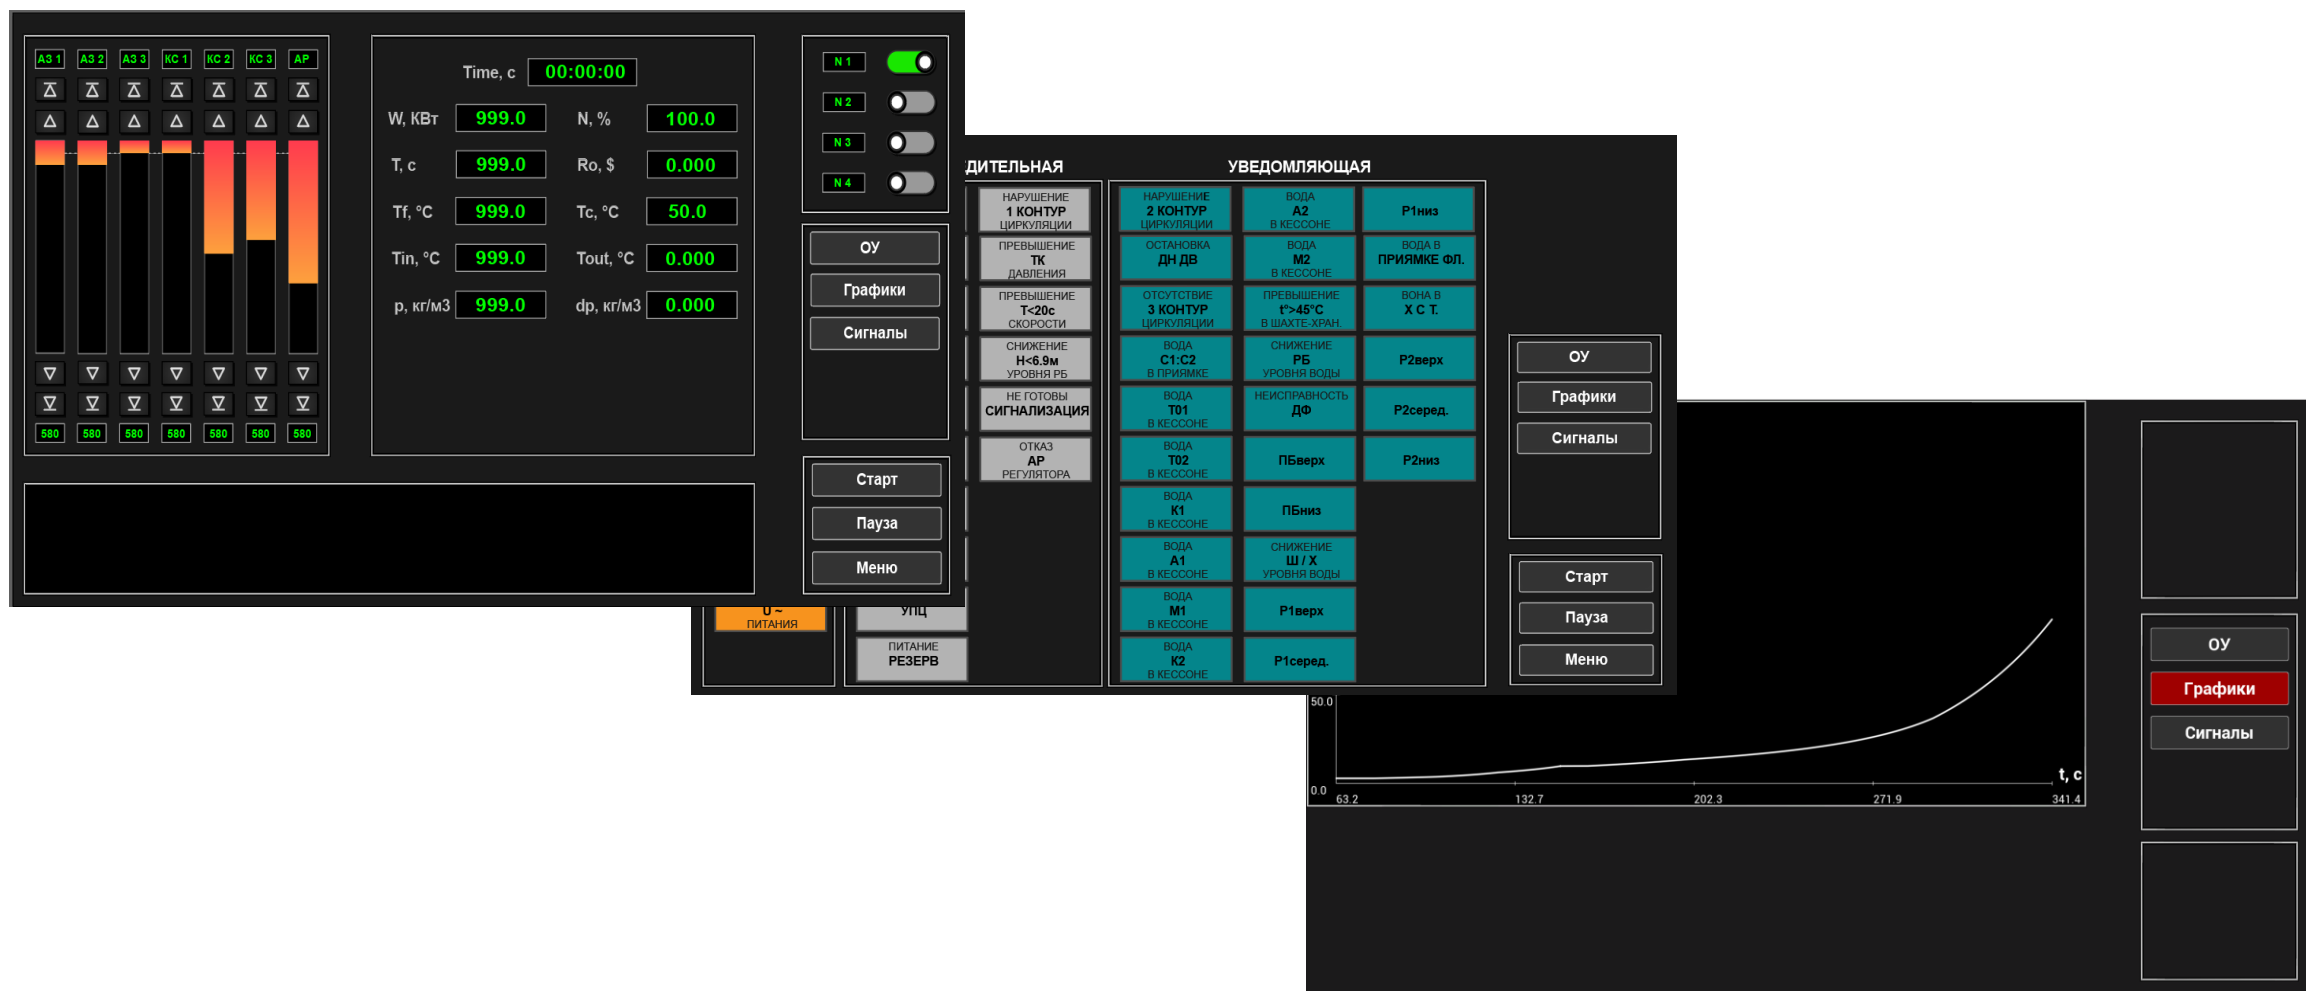 АЗ 1 АЗ 2 АЗ 3 КС 1 КС 2 КС 3 АР
580 580 580 580 580 580 580
Time, c 00:00:00
W, КВт 999.0 N, % 100.0
T, c 999.0 Ro, $ 0.000
Tf, °C 999.0 Tc, °C 50.0
Tin, °C 999.0 Tout, °C 0.000
p, кг/м3 999.0 dp, кг/м3 0.000
N 1
N 2
N 3
N 4
ОУ
Графики
Сигналы
Старт
Пауза
Меню
U ~
ПИТАНИЯ
УПЦ
ПИТАНИЕ
РЕЗЕРВ
ДИТЕЛЬНАЯ
НАРУШЕНИЕ
1 КОНТУР
ЦИРКУЛЯЦИИ
ПРЕВЫШЕНИЕ
ТК
ДАВЛЕНИЯ
ПРЕВЫШЕНИЕ
T<20c
СКОРОСТИ
СНИЖЕНИЕ
H<6.9м
УРОВНЯ РБ
НЕ ГОТОВЫ
СИГНАЛИЗАЦИЯ
ОТКАЗ
АР
РЕГУЛЯТОРА
УВЕДОМЛЯЮЩАЯ
НАРУШЕНИЕ
2 КОНТУР
ЦИРКУЛЯЦИИ
ОСТАНОВКА
ДН ДВ
ОТСУТСТВИЕ
3 КОНТУР
ЦИРКУЛЯЦИИ
ВОДА
С1:С2
В ПРИЯМКЕ
ВОДА
Т01
В КЕССОНЕ
ВОДА
Т02
В КЕССОНЕ
ВОДА
К1
В КЕССОНЕ
ВОДА
А1
В КЕССОНЕ
ВОДА
М1
В КЕССОНЕ
ВОДА
К2
В КЕССОНЕ
ВОДА
А2
В КЕССОНЕ
ВОДА
М2
В КЕССОНЕ
ПРЕВЫШЕНИЕ
t°>45°C
В ШАХТЕ-ХРАН.
СНИЖЕНИЕ
РБ
УРОВНЯ ВОДЫ
НЕИСПРАВНОСТЬ
ДФ
ПБверх
ПБниз
СНИЖЕНИЕ
Ш / Х
УРОВНЯ ВОДЫ
Р1верх
Р1серед.
Р1низ
ВОДА В
ПРИЯМКЕ ФЛ.
ВОНА В
Х С Т.
Р2верх
Р2серед.
Р2низ
ОУ
Графики
Сигналы
Старт
Пауза
Меню
50.0
0.0
63.2 132.7 202.3 271.9 341.4
t, c
ОУ
Графики
Сигналы